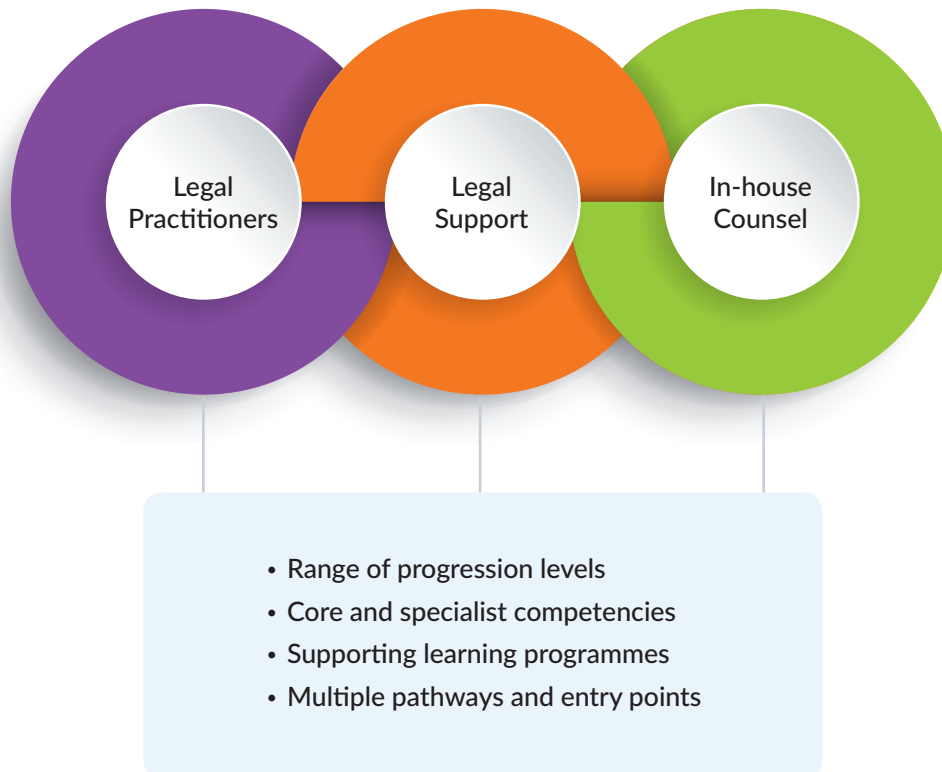 Legal
Practitioners
Legal
Support
In-house
Counsel
• Range of progression levels
• Core and specialist competencies
• Supporting learning programmes
• Multiple pathways and entry points